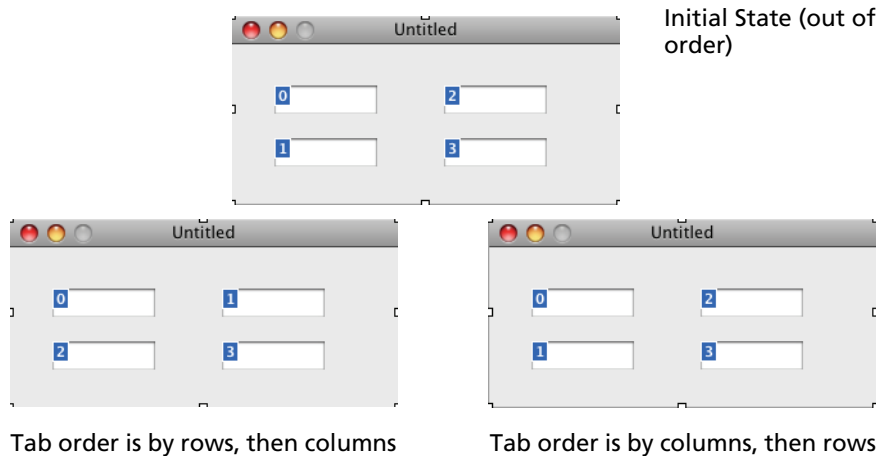 Untitled
Initial State (out of
order)
0 2
1 3
Untitled
0 1
2 3
Untitled
0 2
1 3
Tab order is by rows, then columns
Tab order is by columns, then rows